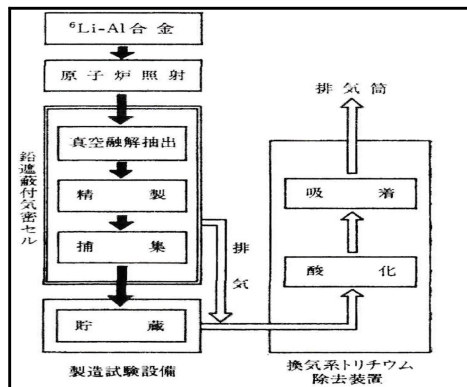 ⁶Li-Al合金
原子炉照射
鉛遮蔽付気密セル
真空融解抽出
精製
捕集
貯蔵
製造試験設備
排気
排気筒
吸着
酸化
換気系トリチウム
除去装置